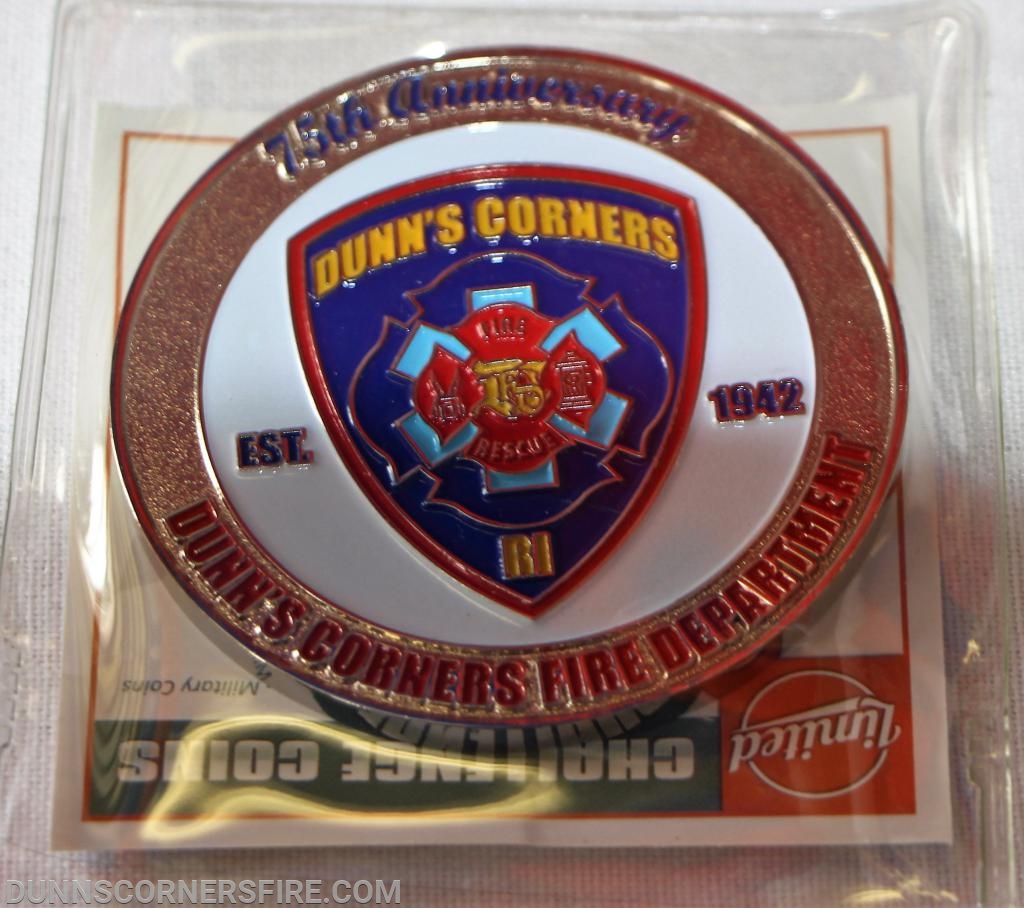 75th Anniversary
DUNN'S CORNERS
FIRE
RESCUE
EST.
1942
RI
DUNN'S CORNERS FIRE DEPARTMENT
Military Coins
CHALLENGE COINS
Limited
DUNNSCORNERSFIRE.COM